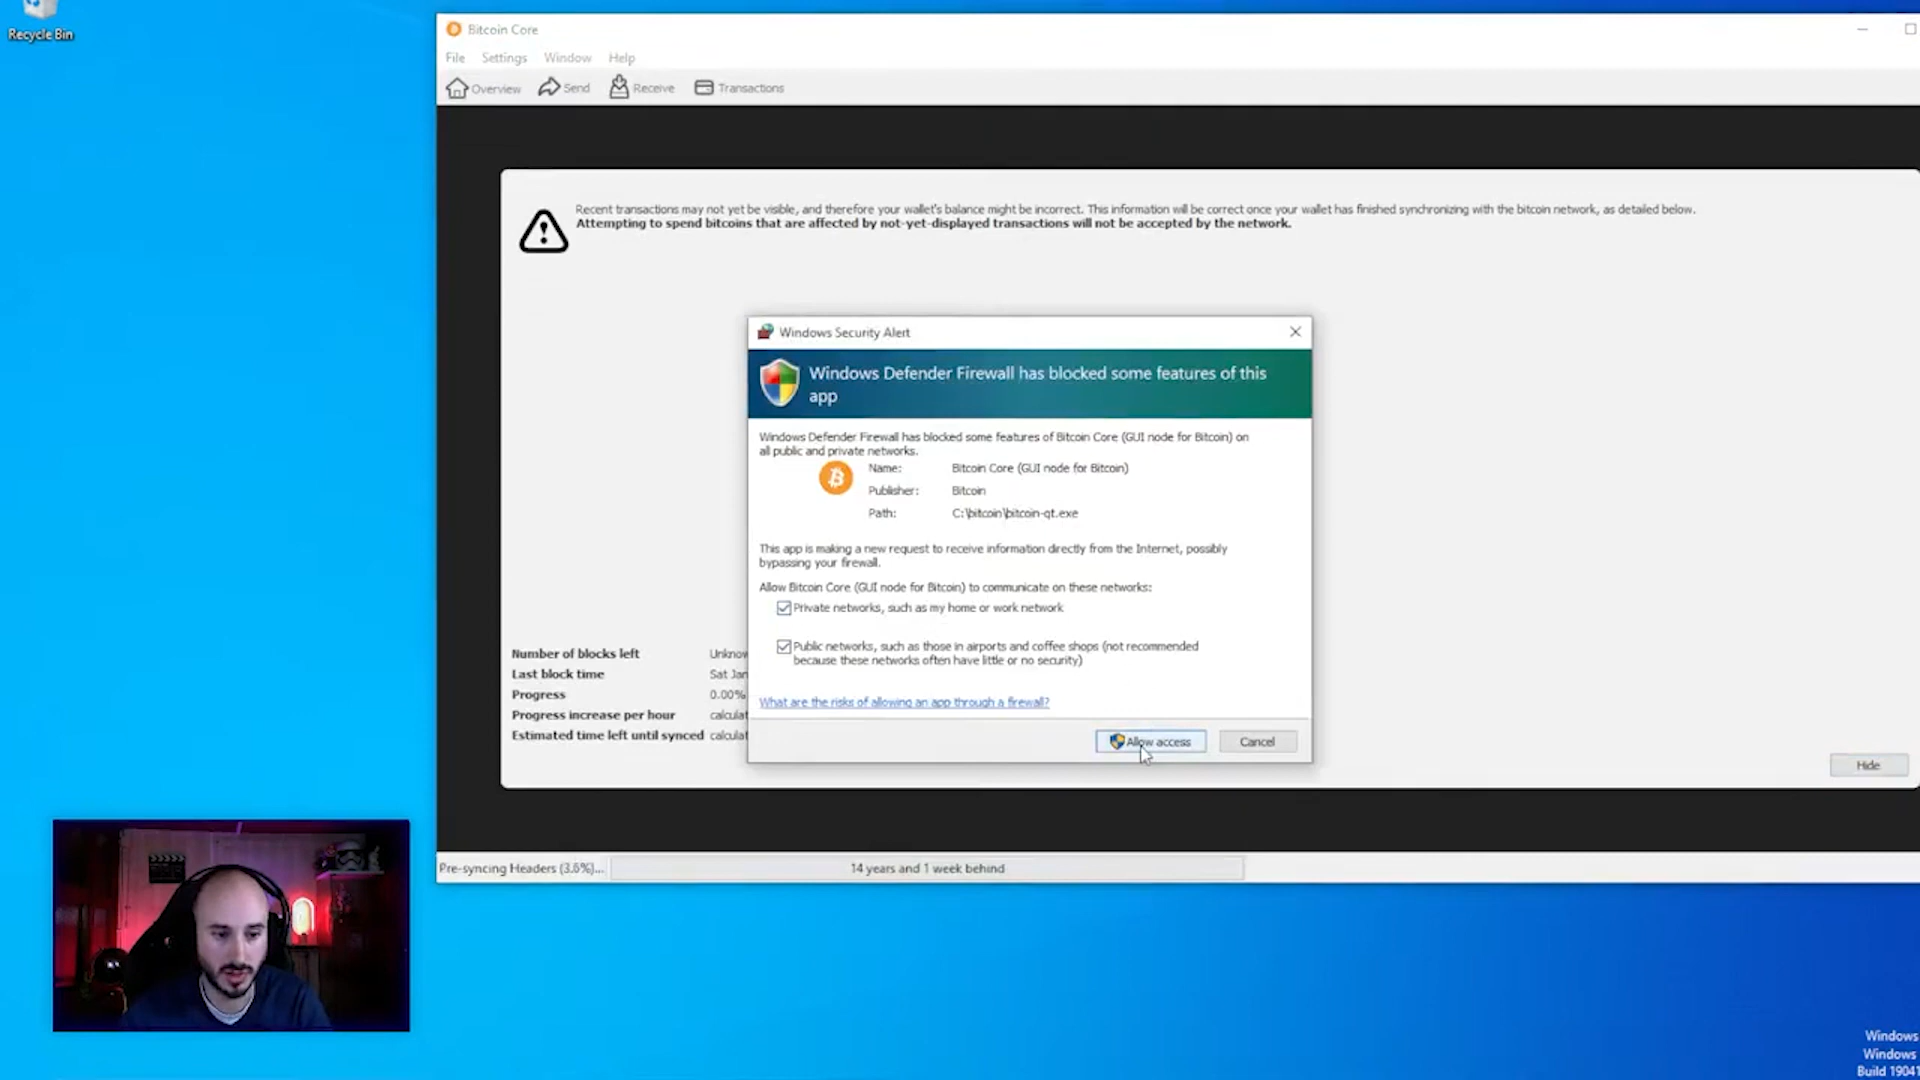 Recycle Bin
Bitcoin Core
File Settings Window Help
Overview Send Receive Transactions
Recent transactions may not yet be visible, and therefore your wallet's balance might be incorrect. This information will be correct once your wallet has finished synchronizing with the bitcoin network, as detailed below.
Attempting to spend bitcoins that are affected by not-yet-displayed transactions will not be accepted by the network.
Windows Security Alert
Windows Defender Firewall has blocked some features of this
app
Windows Defender Firewall has blocked some features of Bitcoin Core (GUI node for Bitcoin) on
all public and private networks.
Name: Bitcoin Core (GUI node for Bitcoin)
Publisher: Bitcoin
Path: C:\bitcoin\bitcoin-qt.exe
This app is making a new request to receive information directly from the Internet, possibly
bypassing your firewall.
Allow Bitcoin Core (GUI node for Bitcoin) to communicate on these networks:
Private networks, such as my home or work network
Public networks, such as those in airports and coffee shops (not recommended
because these networks often have little or no security)
What are the risks of allowing an app through a firewall?
Allow access Cancel
Number of blocks left Unknow
Last block time Sat Jan
Progress 0.00%
Progress increase per hour calculat
Estimated time left until synced calculat
Hide
Pre-syncing Headers (3.6%)... 14 years and 1 week behind
Windows
Windows
Build 19041